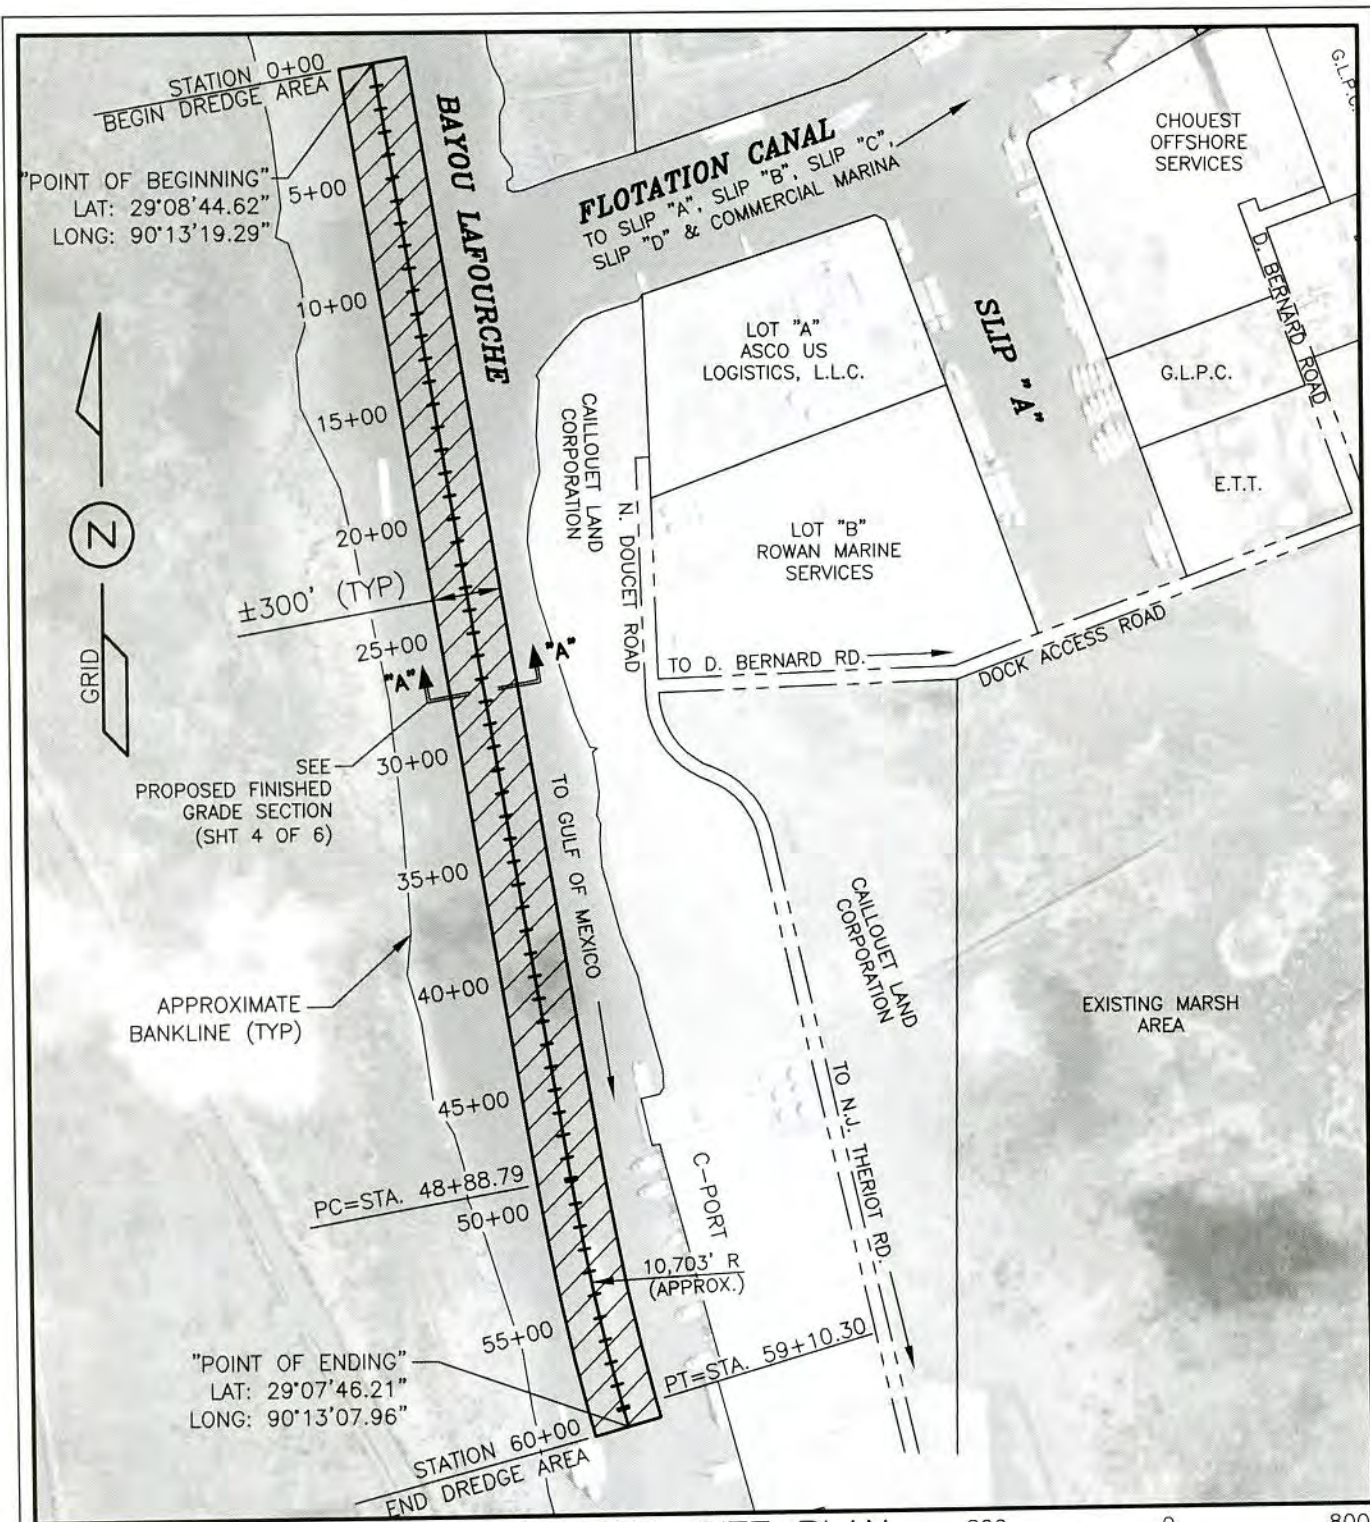 STATION 0+00
BEGIN DREDGE AREA
"POINT OF BEGINNING"
LAT: 29°08'44.62"
LONG: 90°13'19.29"
5+00
10+00
15+00
20+00
±300' (TYP)
25+00
"A"
"A"
SEE
PROPOSED FINISHED
GRADE SECTION
(SHT 4 OF 6)
30+00
35+00
APPROXIMATE
BANKLINE (TYP)
40+00
45+00
PC=STA. 48+88.79
50+00
55+00
"POINT OF ENDING"
LAT: 29°07'46.21"
LONG: 90°13'07.96"
STATION 60+00
END DREDGE AREA
Z
GRID
BAYOU LAFOURCHE
FLOTATION CANAL
TO SLIP "A", SLIP "B", SLIP "C",
SLIP "D" & COMMERCIAL MARINA
CHOUEST
OFFSHORE
SERVICES
G.L.P.C.
D. BERNARD ROAD
SLIP "A"
LOT "A"
ASCO US
LOGISTICS, L.L.C.
G.L.P.C.
E.T.T.
CAILLOUET LAND
CORPORATION
N. DOUCET ROAD
LOT "B"
ROWAN MARINE
SERVICES
TO D. BERNARD RD.
DOCK ACCESS ROAD
TO GULF OF MEXICO
CAILLOUET LAND
CORPORATION
EXISTING MARSH
AREA
TO N.J. THERIOT RD.
C-PORT
10,703' R
(APPROX.)
PT=STA. 59+10.30
0
800